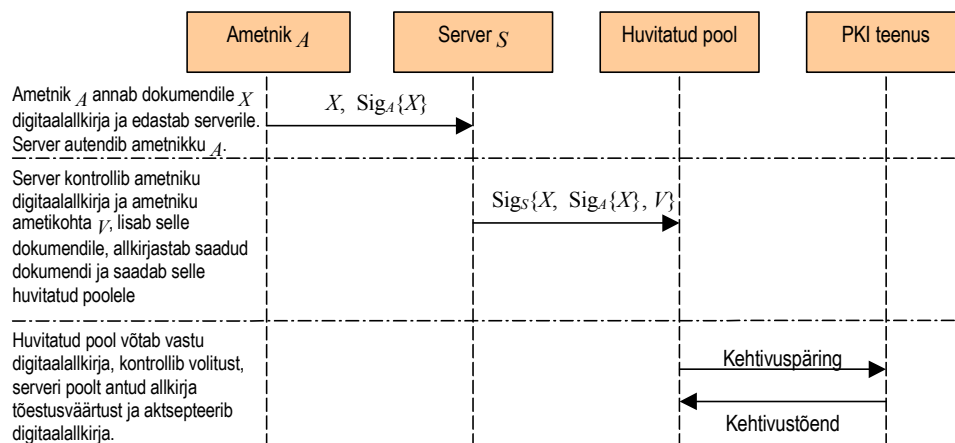 Ametnik A
Server S
Huvitatud pool
PKI teenus
Ametnik A annab dokumendile X
digitaalallkirja ja edastab serverile.
Server autendib ametnikku A.
X, SigA{X}
Server kontrollib ametniku
digitaalallkirja ja ametniku
ametikohta V, lisab selle
dokumendile, allkirjastab saadud
dokumendi ja saadab selle
huvitatud poolele
SigS{X, SigA{X}, V}
Huvitatud pool võtab vastu
digitaalallkirja, kontrollib volitust,
serveri poolt antud allkirja
tõestusväärtust ja aktsepteerib
digitaalallkirja.
Kehtivuspäring
Kehtivustõend